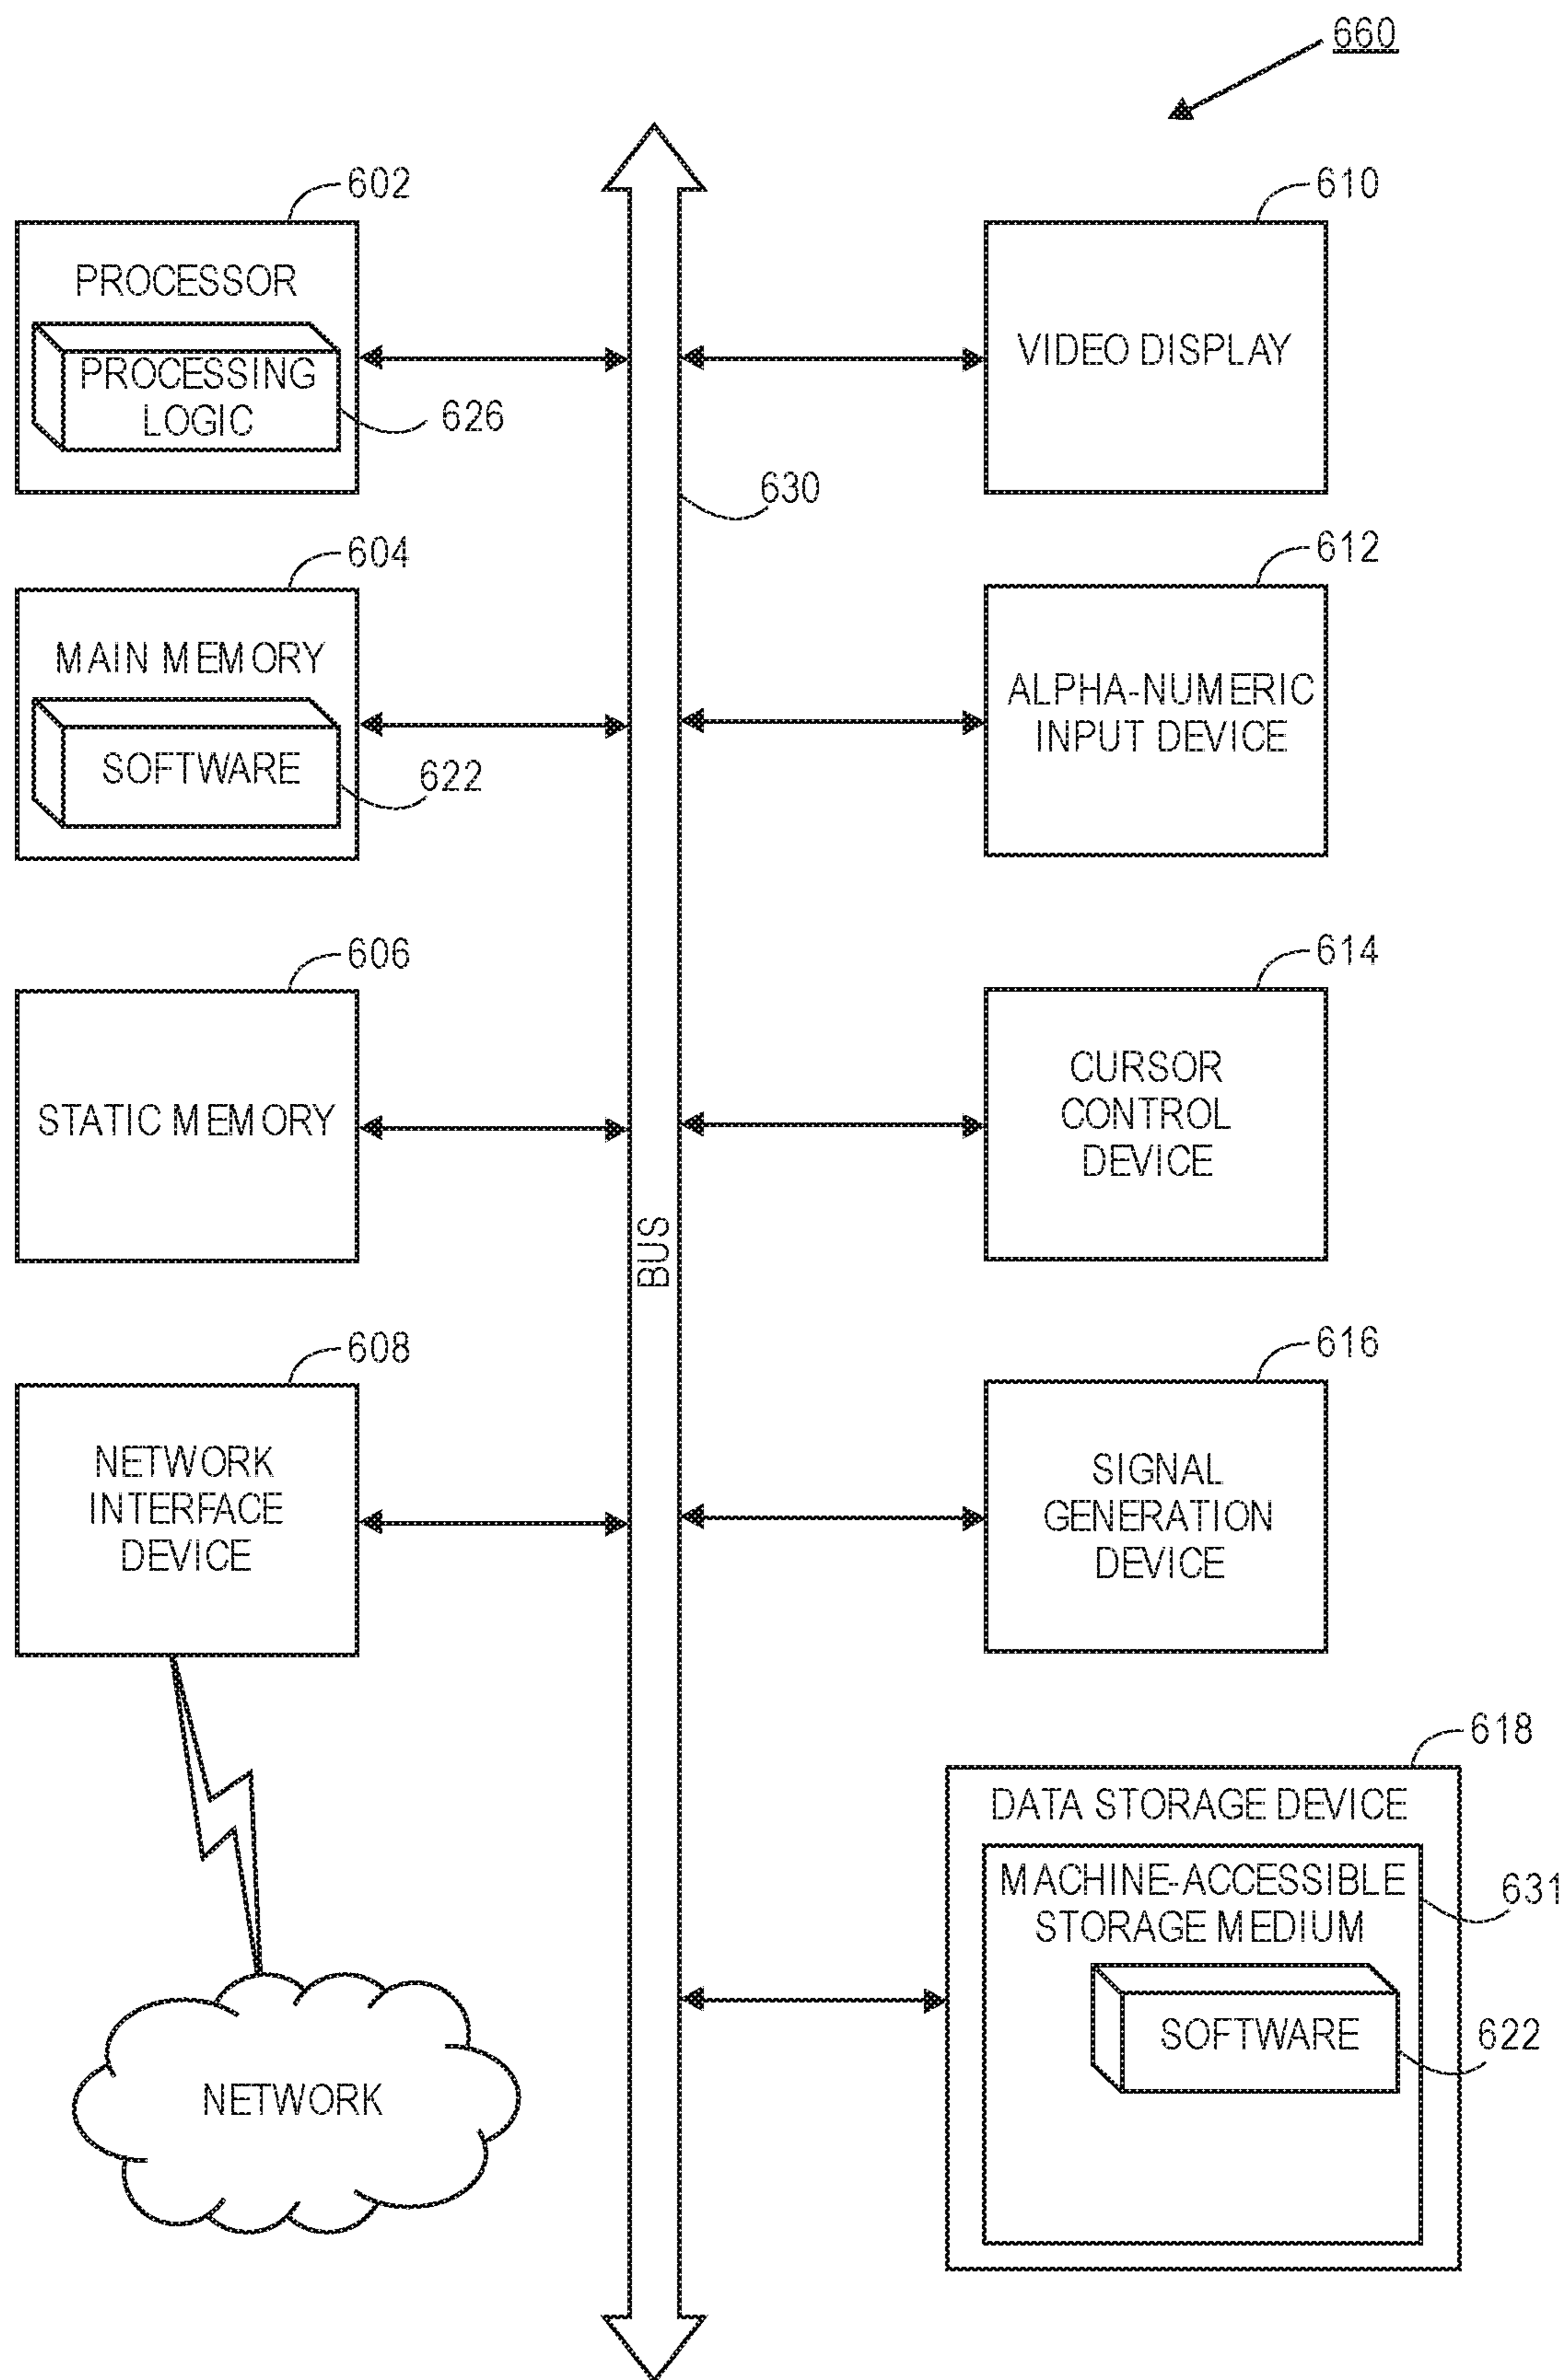 660
602
PROCESSOR
PROCESSING
LOGIC
626
630
604
MAIN MEMORY
SOFTWARE
622
606
STATIC MEMORY
608
NETWORK
INTERFACE
DEVICE
NETWORK
BUS
610
VIDEO DISPLAY
612
ALPHA-NUMERIC
INPUT DEVICE
614
CURSOR
CONTROL
DEVICE
616
SIGNAL
GENERATION
DEVICE
618
DATA STORAGE DEVICE
MACHINE-ACCESSIBLE
STORAGE MEDIUM
631
SOFTWARE
622